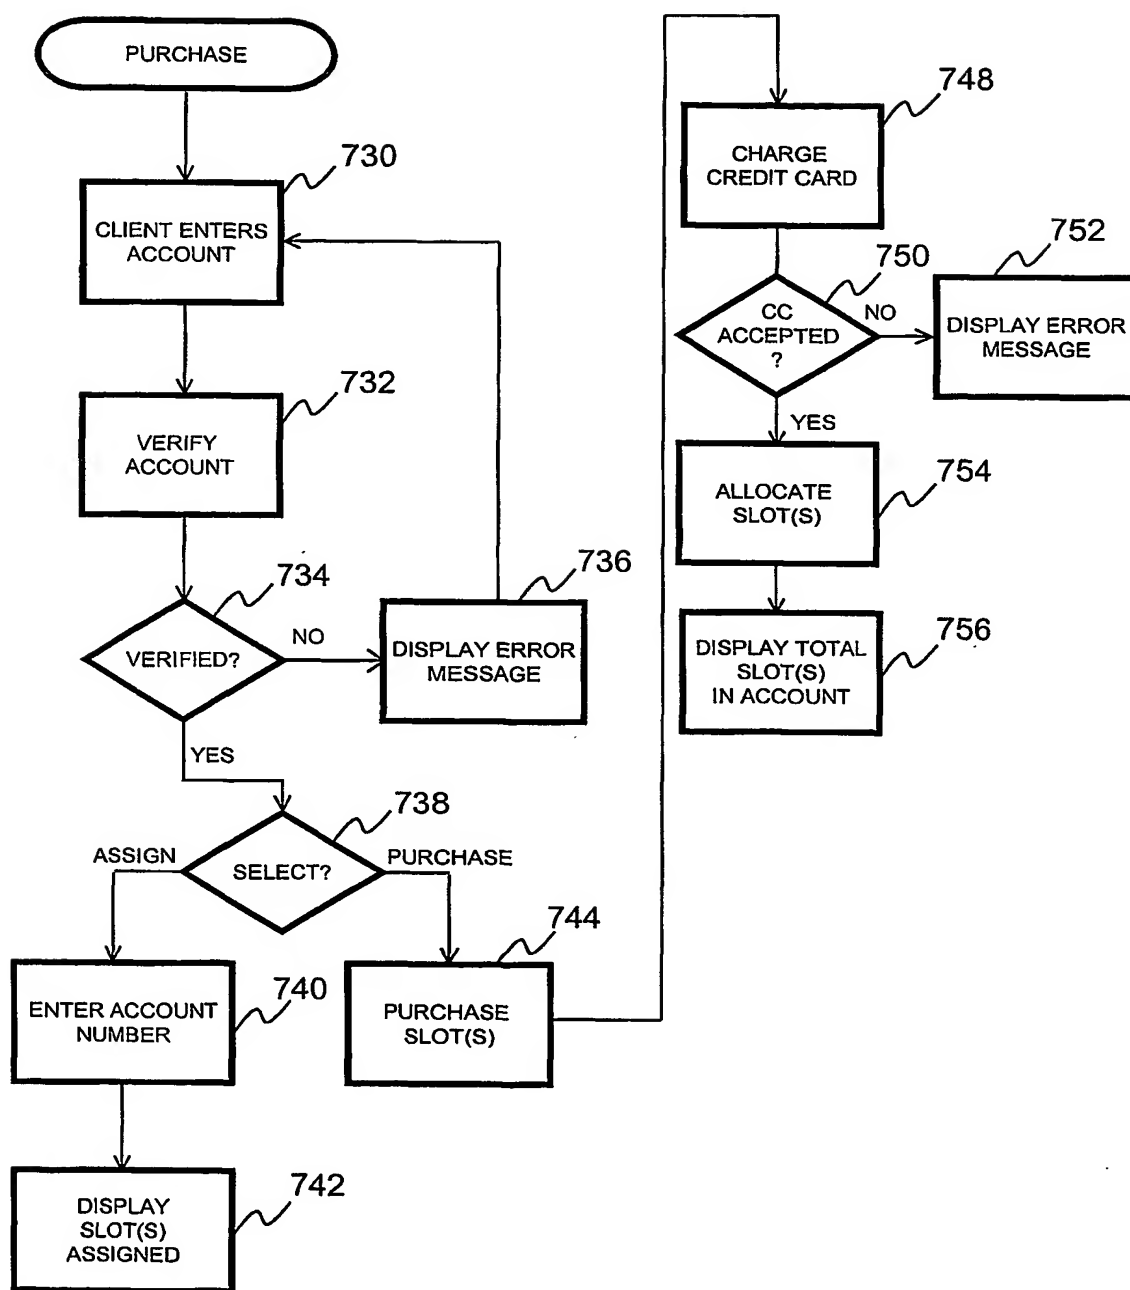 PURCHASE
730
CLIENT ENTERS
ACCOUNT
732
VERIFY
ACCOUNT
734
VERIFIED?
NO
736
DISPLAY ERROR
MESSAGE
YES
738
SELECT?
ASSIGN
PURCHASE
740
ENTER ACCOUNT
NUMBER
742
DISPLAY
SLOT(S)
ASSIGNED
744
PURCHASE
SLOT(S)
748
CHARGE
CREDIT CARD
750
CC
ACCEPTED
?
NO
752
DISPLAY ERROR
MESSAGE
YES
754
ALLOCATE
SLOT(S)
756
DISPLAY TOTAL
SLOT(S)
IN ACCOUNT